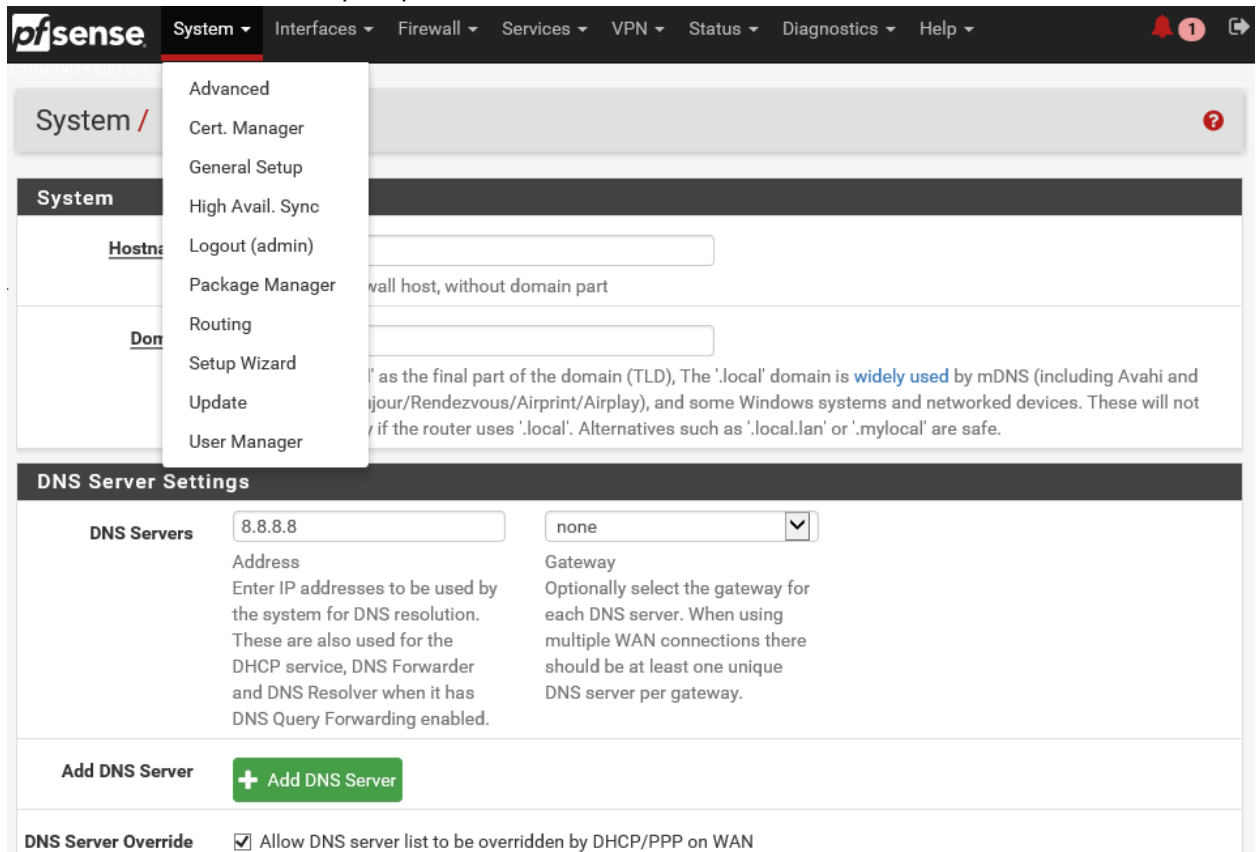 pfsense System Interfaces Firewall Services VPN Status Diagnostics Help 1
COMMUNITY EDITION
Advanced
System / Cert. Manager
General Setup
System
High Avail. Sync
Hostna Logout (admin)
Package Manager wall host, without domain part
Routing
Dom
Setup Wizard
l' as the final part of the domain (TLD), The '.local' domain is widely used by mDNS (including Avahi and
Update jour/Rendezvous/Airprint/Airplay), and some Windows systems and networked devices. These will not
User Manager if the router uses '.local'. Alternatives such as '.local.lan' or '.mylocal' are safe.
DNS Server Settings
DNS Servers 8.8.8.8 none
Address Gateway
Enter IP addresses to be used by Optionally select the gateway for
the system for DNS resolution. each DNS server. When using
These are also used for the multiple WAN connections there
DHCP service, DNS Forwarder should be at least one unique
and DNS Resolver when it has DNS server per gateway.
DNS Query Forwarding enabled.
Add DNS Server Add DNS Server
DNS Server Override Allow DNS server list to be overridden by DHCP/PPP on WAN